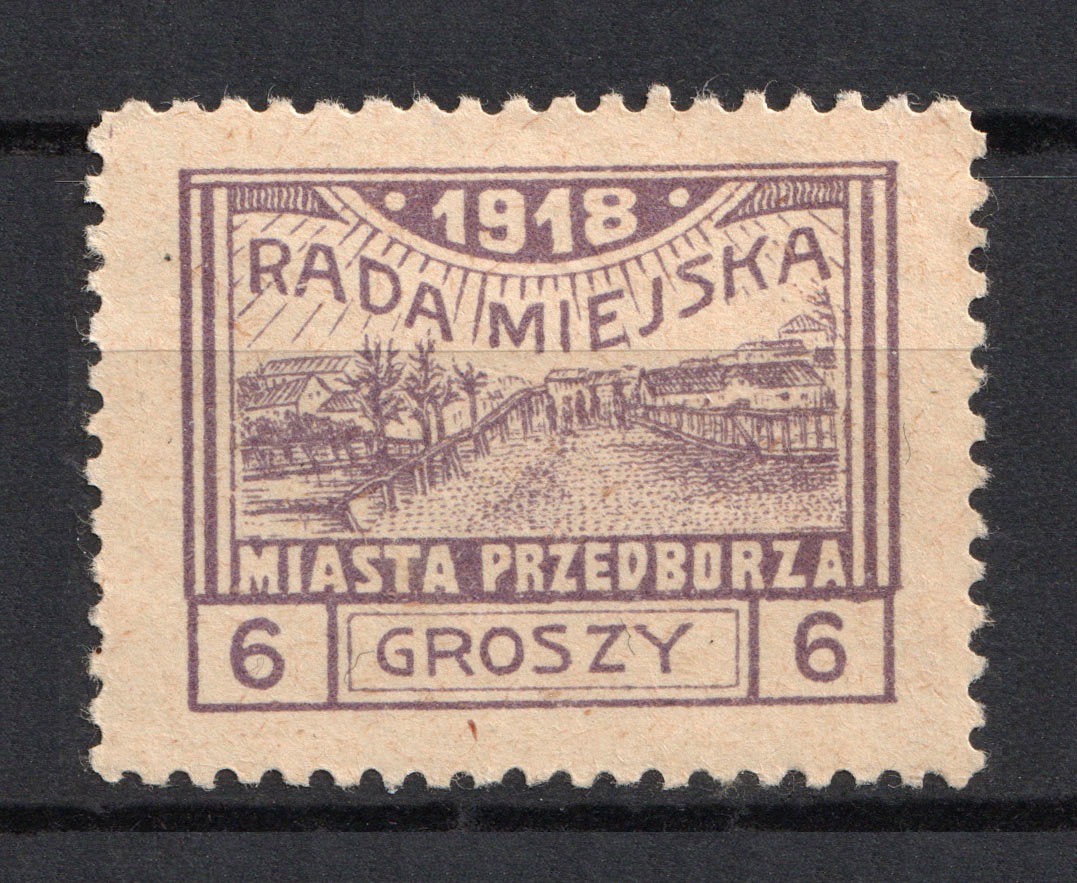 1918
RADA MIEJSKA
MIASTA PRZEDBORZA
6 GROSZY 6